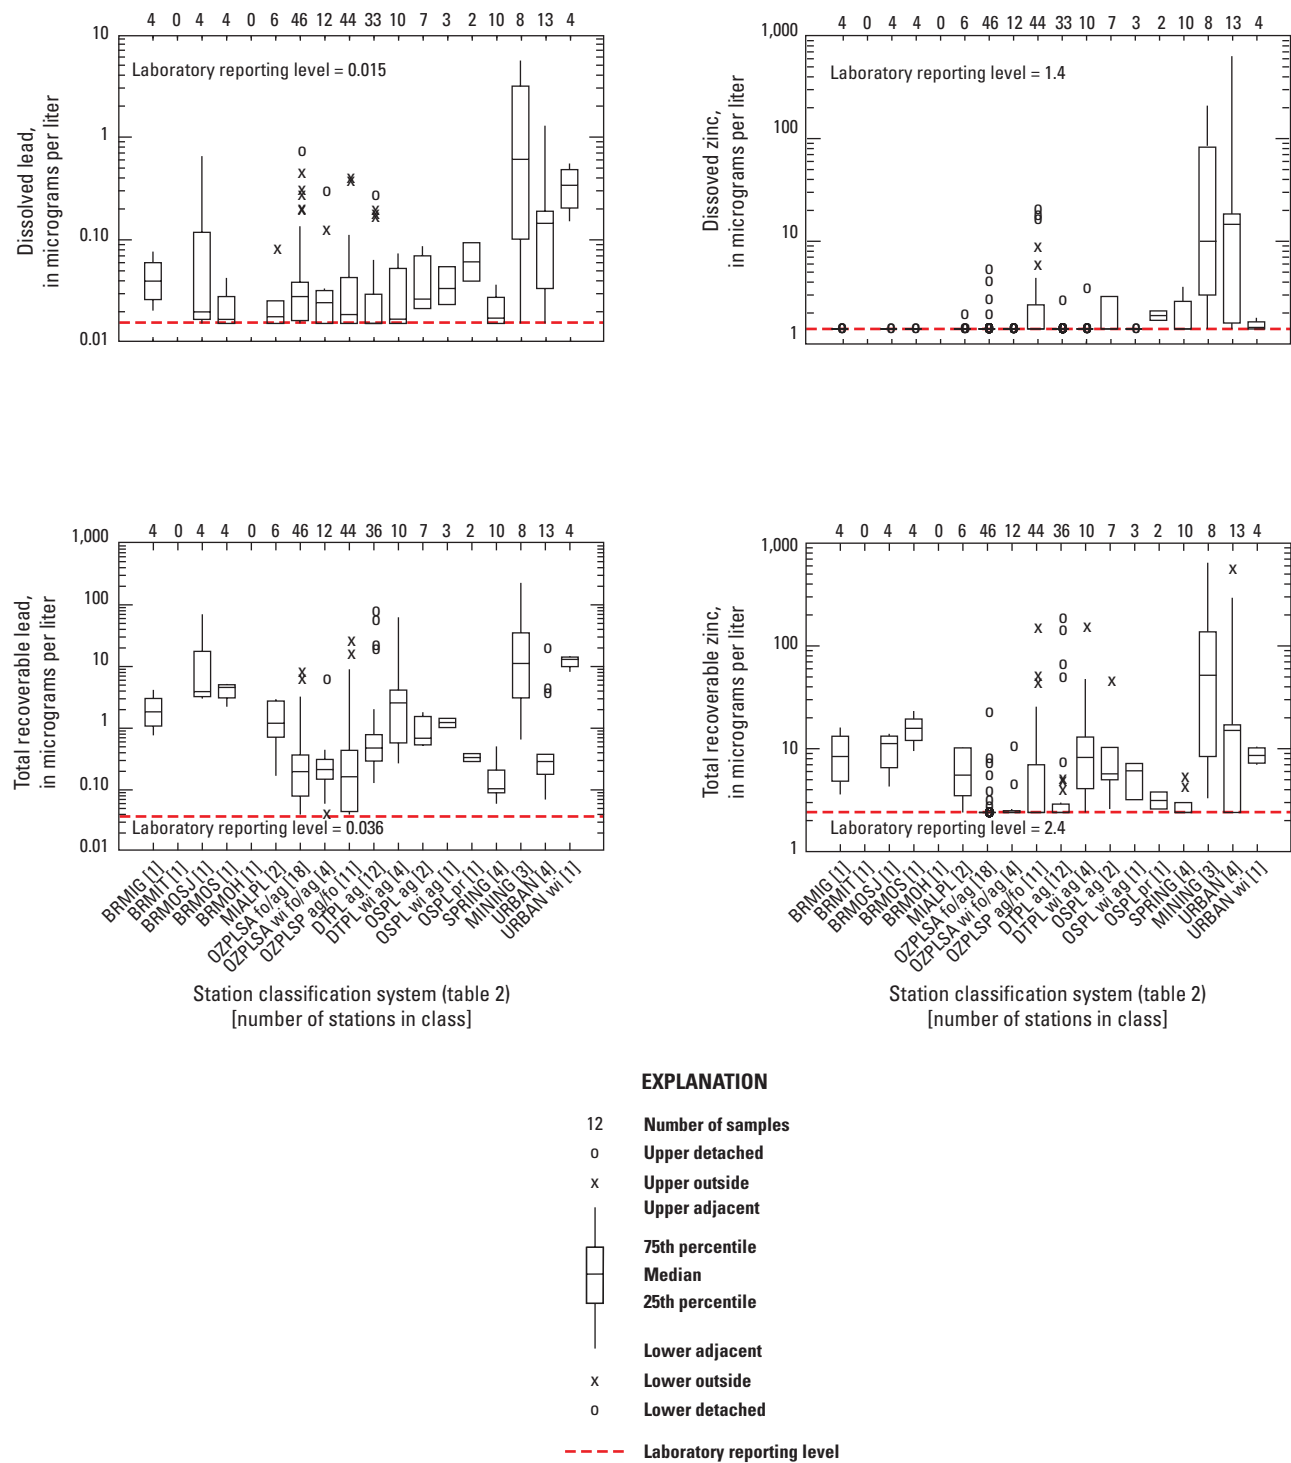 4 0 4 4 0 6 46 12 44 33 10 7 3 2 10 8 13 4
10
1
0.10
0.01
Laboratory reporting level = 0.015
Dissolved lead,
in micrograms per liter
4 0 4 4 0 6 46 12 44 33 10 7 3 2 10 8 13 4
1,000
100
10
1
Laboratory reporting level = 1.4
Dissoved zinc,
in micrograms per liter
4 0 4 4 0 6 46 12 44 36 10 7 3 2 10 8 13 4
1,000
100
10
1
0.10
0.01
Laboratory reporting level = 0.036
Total recoverable lead,
in micrograms per liter
BRMIG [1]
BRMIT [1]
BRMOSJ [1]
BRMOS [1]
BRMOH [1]
MIALPL [2]
OZPLSA fo/ag [18]
OZPLSA wi fo/ag [4]
OZPLSP ag/fo [11]
DTPL ag [12]
DTPL wi ag [4]
OSPL ag [2]
OSPL wi ag [1]
OSPL pr [1]
SPRING [4]
MINING [3]
URBAN [4]
URBAN wi [1]
Station classification system (table 2)
[number of stations in class]
4 0 4 4 0 6 46 12 44 36 10 7 3 2 10 8 13 4
1,000
100
10
1
Laboratory reporting level = 2.4
Total recoverable zinc,
in micrograms per liter
BRMIG [1]
BRMIT [1]
BRMOSJ [1]
BRMOS [1]
BRMOH [1]
MIALPL [2]
OZPLSA fo/ag [18]
OZPLSA wi fo/ag [4]
OZPLSP ag/fo [11]
DTPL ag [12]
DTPL wi ag [4]
OSPL ag [2]
OSPL wi ag [1]
OSPL pr [1]
SPRING [4]
MINING [3]
URBAN [4]
URBAN wi [1]
Station classification system (table 2)
[number of stations in class]
EXPLANATION
12 Number of samples
o Upper detached
x Upper outside
Upper adjacent
75th percentile
Median
25th percentile
Lower adjacent
x Lower outside
o Lower detached
Laboratory reporting level